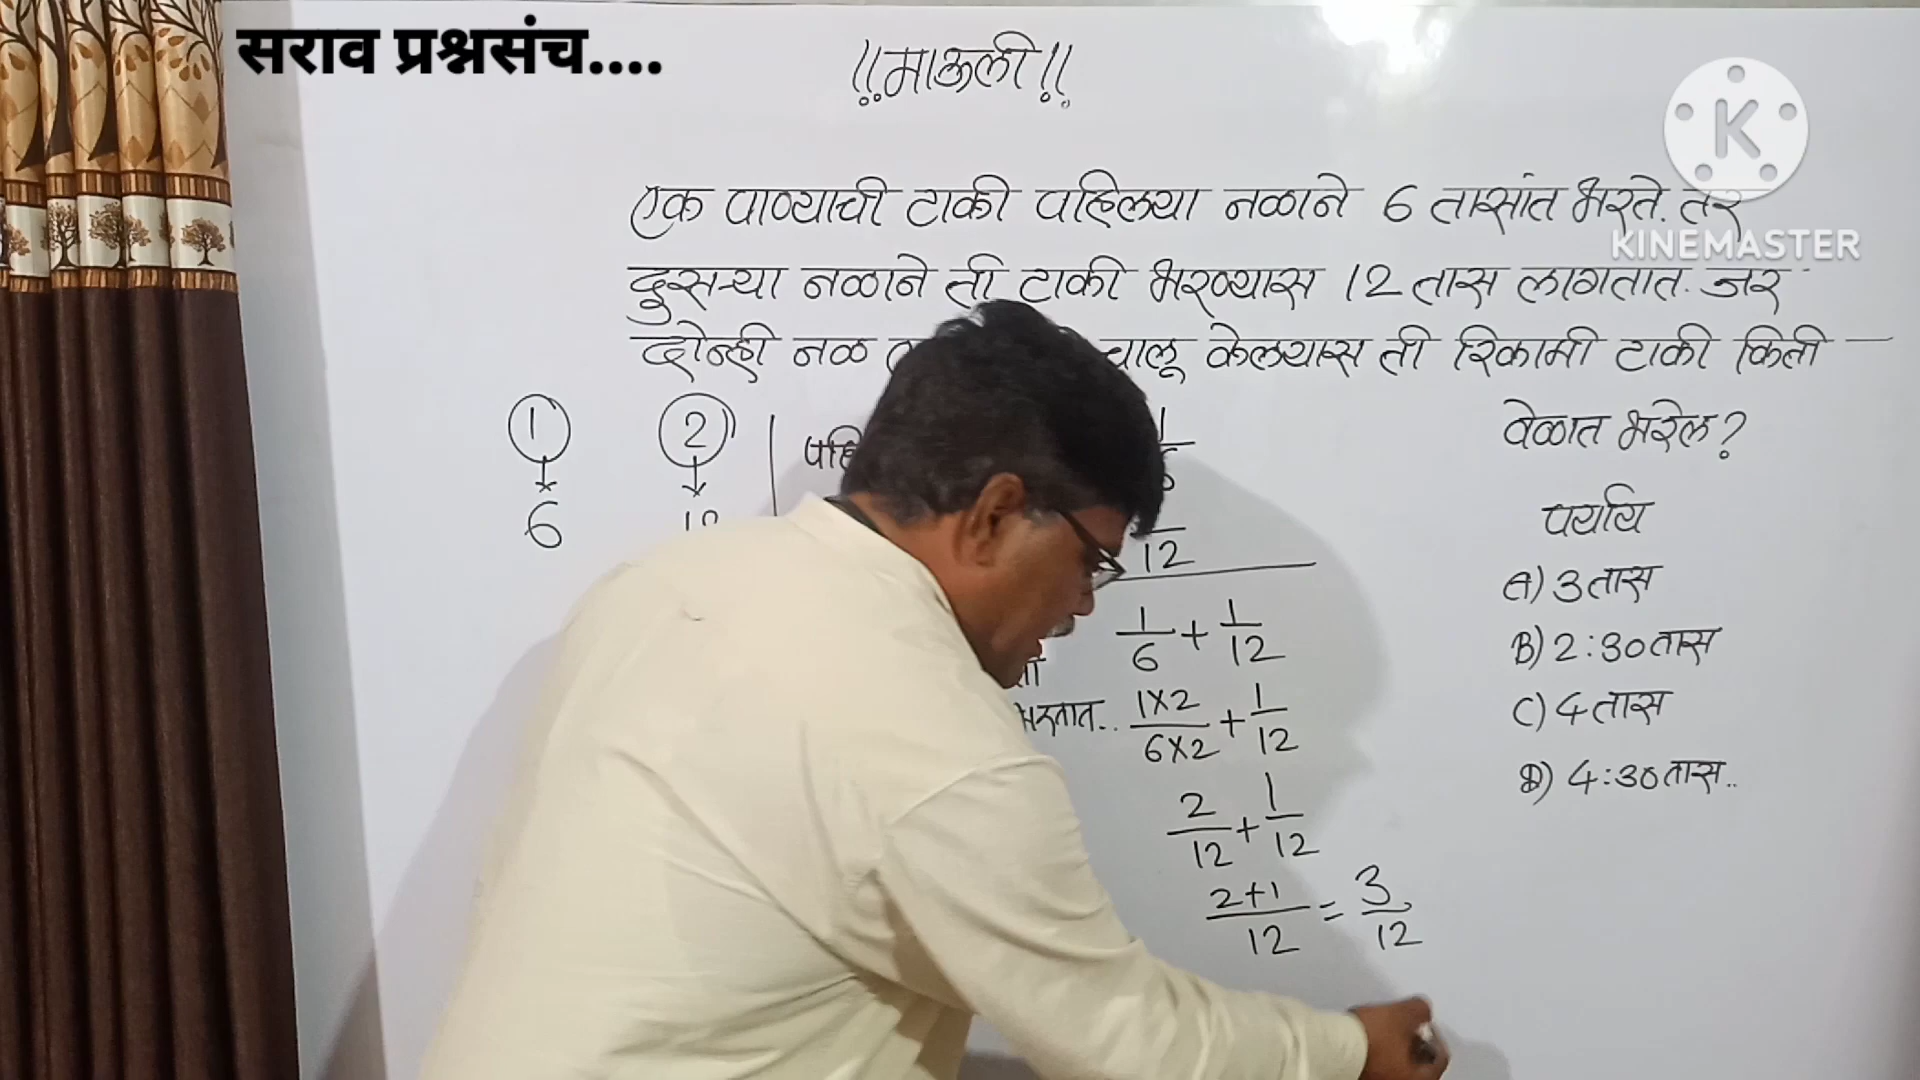 सराव प्रश्नसंच....
!!माऊली!!
K
KINEMASTER
एक पाण्याची टाकी पहिल्या नळाने 6 तासांत भरते. तर
दुसऱ्या नळाने ती टाकी भरण्यास 12 तास लागतात. जर
दोन्ही नळ चालू केल्यास ती रिकामी टाकी किती
वेळात भरेल?
1 2
6
12
1/6 + 1/12
भरतात.. 1×2/6×2 + 1/12
2/12 + 1/12
2+1/12 = 3/12
पर्याय
A) 3 तास
B) 2:30 तास
C) 4 तास
D) 4:30 तास..